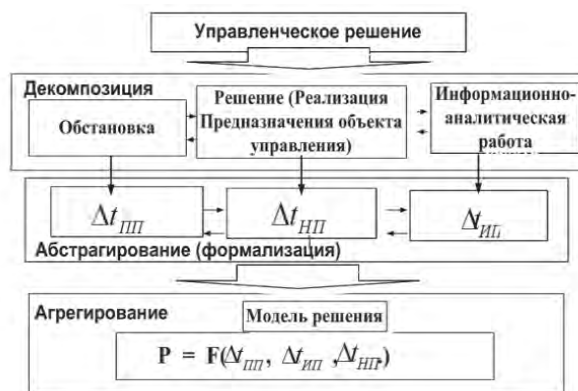 Управленческое решение
Декомпозиция
Обстановка
Решение (Реализация
Предназначения объекта
управления)
Информационно-
аналитическая
работа
Δt_ПП
Δt_НП
Δt_ИП
Абстрагирование (формализация)
Агрегирование
Модель решения
P = F(Δt_ПП, Δt_ИП ,Δt_НП,)